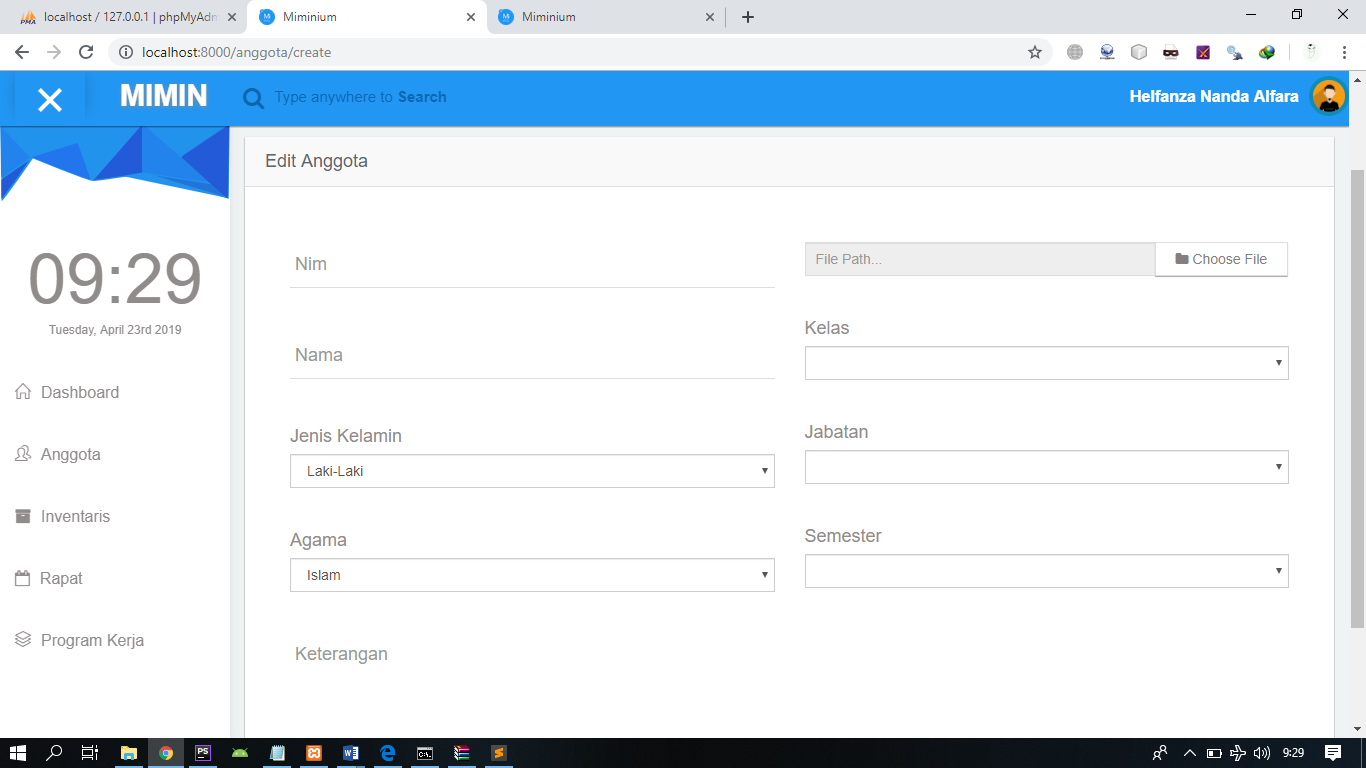 localhost / 127.0.0.1 | phpMyAdm
Miminium
Miminium
localhost:8000/anggota/create
MIMIN
Type anywhere to Search
Helfanza Nanda Alfara
09:29
Tuesday, April 23rd 2019
Dashboard
Anggota
Inventaris
Rapat
Program Kerja
Edit Anggota
Nim
File Path...
Choose File
Nama
Kelas
Jenis Kelamin
Laki-Laki
Jabatan
Agama
Islam
Semester
Keterangan
9:29